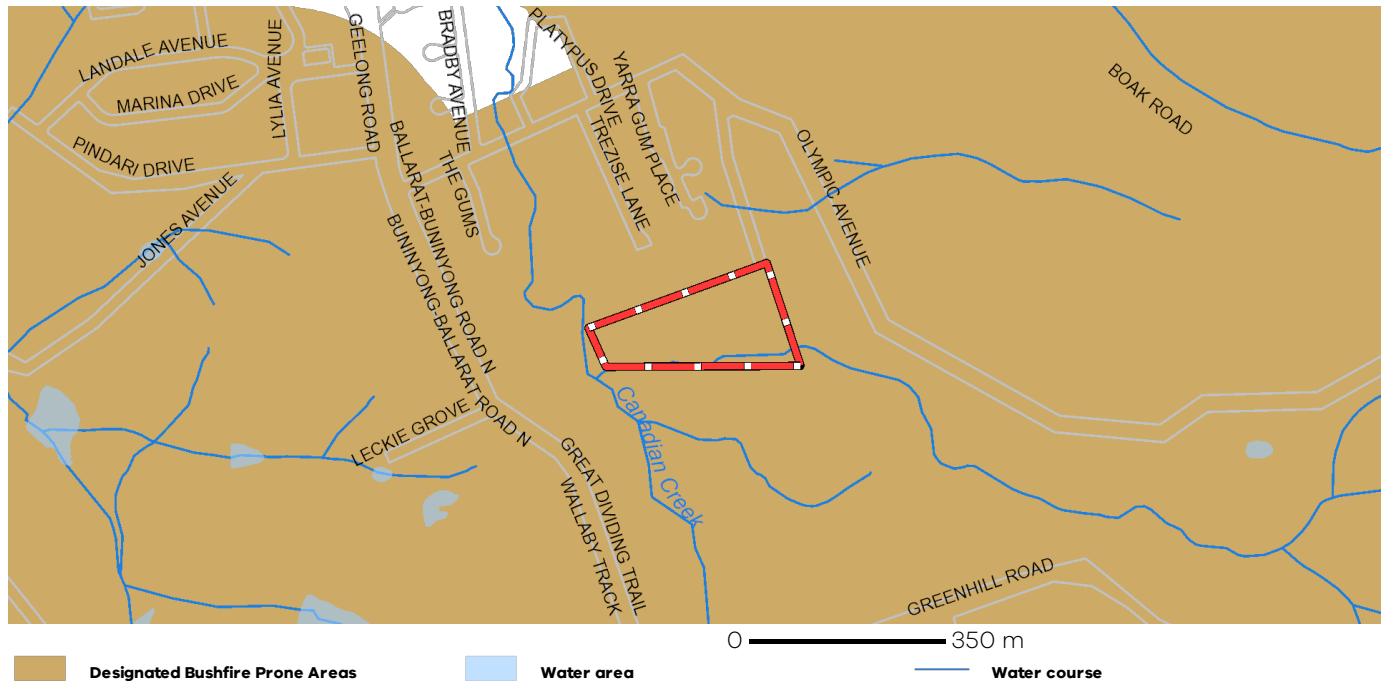 LANDALE AVENUE
MARINA DRIVE
PINDARI DRIVE
LYLIA AVENUE
GEELONG ROAD
BRADBY AVENUE
PLATYPUS DRIVE
YARRA GUM PLACE
TREZISE LANE
THE GUMS
BOAK ROAD
OLYMPIC AVENUE
JONES AVENUE
BALLARAT-BUNINYONG ROAD N
BUNINYONG-BALLARAT ROAD N
LECKIE GROVE
Canadian Creek
GREAT DIVIDING TRAIL
WALLABY TRACK
GREENHILL ROAD
0 350 m
Designated Bushfire Prone Areas Water area Water course